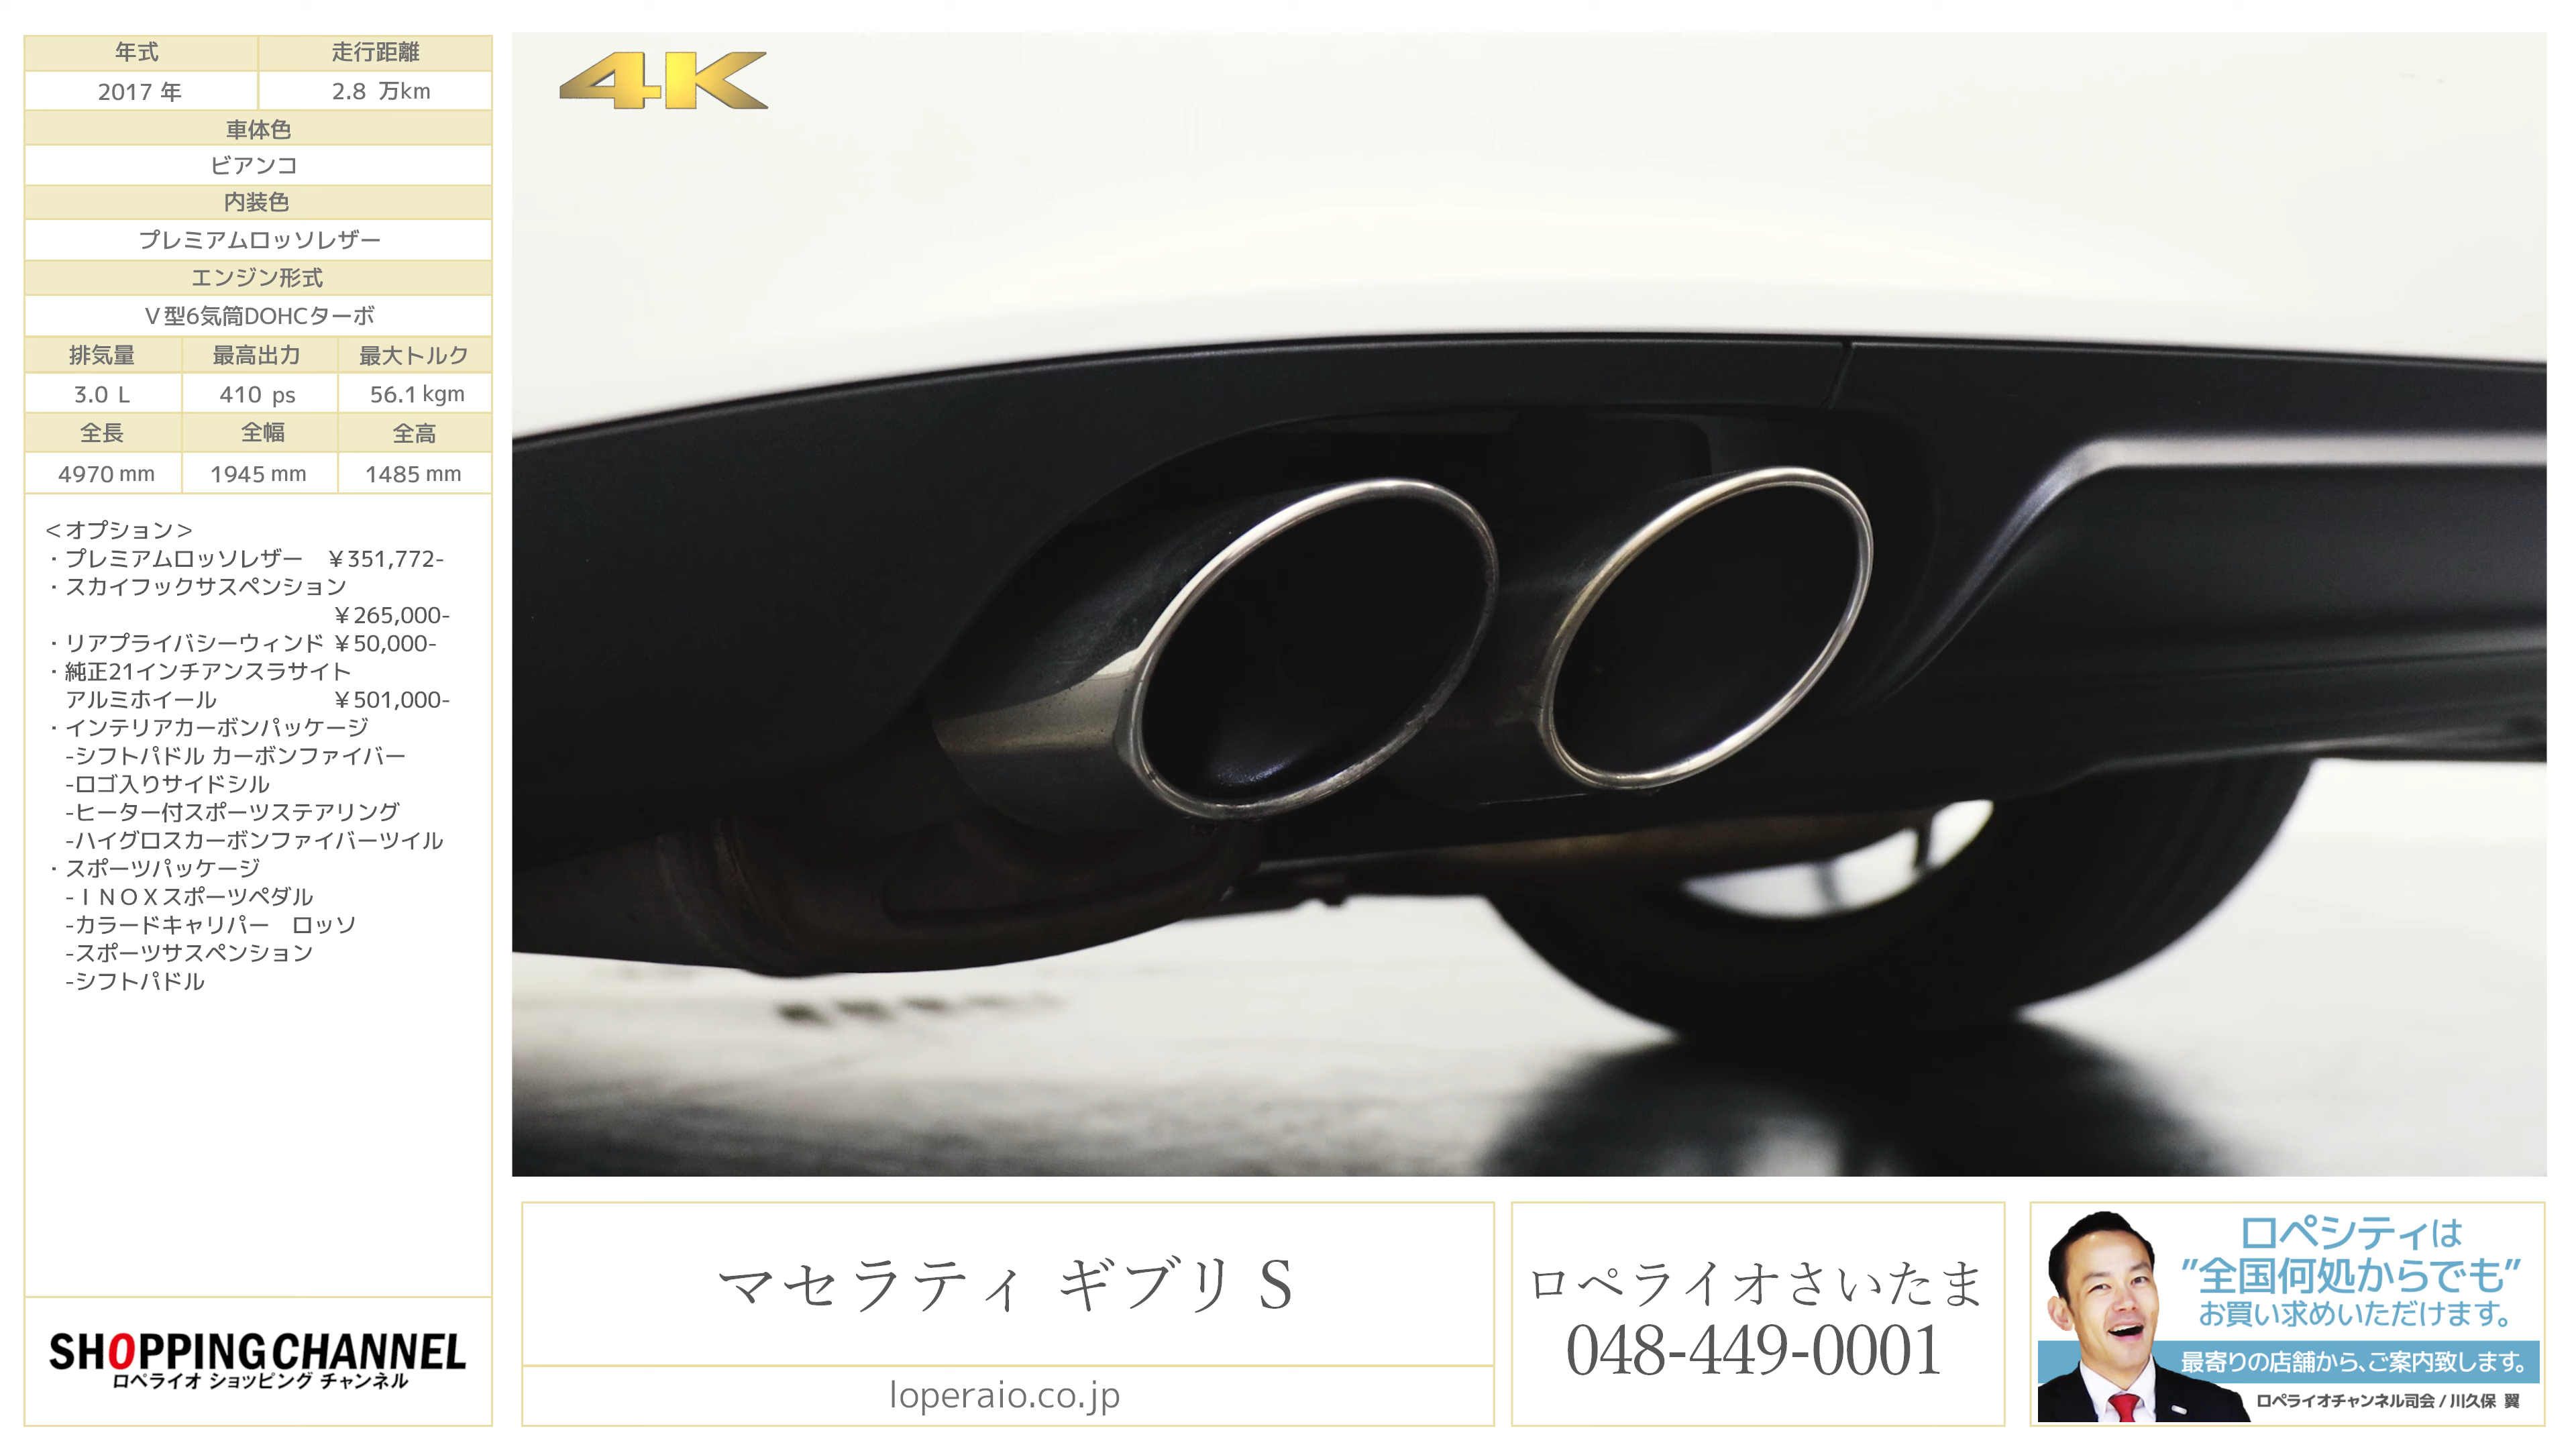 年式 走行距離
2017 年 2.8 万km
車体色
ビアンコ
内装色
プレミアムロッソレザー
エンジン形式
V型6気筒DOHCターボ
排気量 最高出力 最大トルク
3.0 L 410 ps 56.1 kgm
全長 全幅 全高
4970 mm 1945 mm 1485 mm
＜オプション＞
・プレミアムロッソレザー ￥351,772-
・スカイフックサスペンション
￥265,000-
・リアプライバシーウィンド ￥50,000-
・純正21インチアンスラサイト
アルミホイール ￥501,000-
・インテリアカーボンパッケージ
-シフトパドル カーボンファイバー
-ロゴ入りサイドシル
-ヒーター付スポーツステアリング
-ハイグロスカーボンファイバーツイル
・スポーツパッケージ
-ＩＮＯＸスポーツペダル
-カラードキャリパー　ロッソ
-スポーツサスペンション
-シフトパドル
SHOPPING CHANNEL
ロペライオ ショッピング チャンネル
4K
マセラティ ギブリ S
loperaio.co.jp
ロペライオさいたま
048-449-0001
ロペシティは
”全国何処からでも”
お買い求めいただけます。
最寄りの店舗から、ご案内致します。
ロペライオチャンネル司会 / 川久保 翼